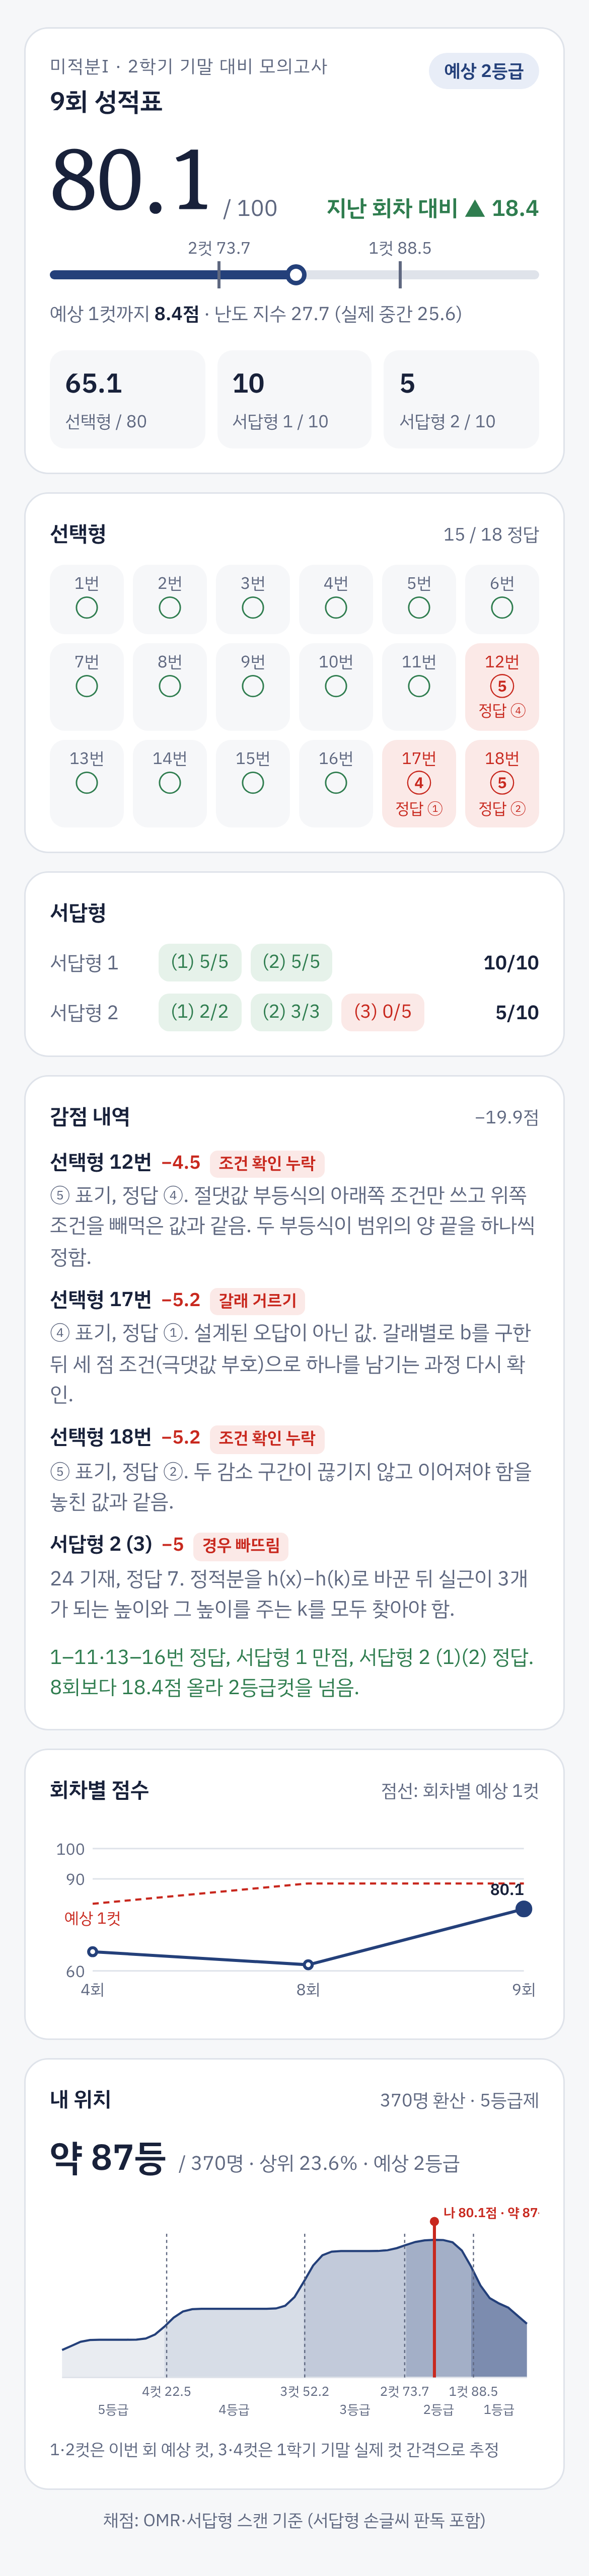 미적분I · 2학기 기말 대비 모의고사
예상 2등급
9회 성적표
80.1 / 100
지난 회차 대비 ▲ 18.4
2컷 73.7
1컷 88.5
예상 1컷까지 8.4점 · 난도 지수 27.7 (실제 중간 25.6)
65.1
선택형 / 80
10
서답형 1 / 10
5
서답형 2 / 10
선택형
15 / 18 정답
1번 2번 3번 4번 5번 6번
7번 8번 9번 10번 11번 12번
⑤
정답 ④
13번 14번 15번 16번 17번 18번
④ ⑤
정답 ① 정답 ②
서답형
서답형 1 (1) 5/5 (2) 5/5 10/10
서답형 2 (1) 2/2 (2) 3/3 (3) 0/5 5/10
감점 내역
−19.9점
선택형 12번 −4.5 조건 확인 누락
⑤ 표기, 정답 ④. 절댓값 부등식의 아래쪽 조건만 쓰고 위쪽
조건을 빼먹은 값과 같음. 두 부등식이 범위의 양 끝을 하나씩
정함.
선택형 17번 −5.2 갈래 거르기
④ 표기, 정답 ①. 설계된 오답이 아닌 값. 갈래별로 b를 구한
뒤 세 점 조건(극댓값 부호)으로 하나를 남기는 과정 다시 확
인.
선택형 18번 −5.2 조건 확인 누락
⑤ 표기, 정답 ②. 두 감소 구간이 끊기지 않고 이어져야 함을
놓친 값과 같음.
서답형 2 (3) −5 경우 빠뜨림
24 기재, 정답 7. 정적분을 h(x)−h(k)로 바꾼 뒤 실근이 3개
가 되는 높이와 그 높이를 주는 k를 모두 찾아야 함.
1–11·13–16번 정답, 서답형 1 만점, 서답형 2 (1)(2) 정답.
8회보다 18.4점 올라 2등급컷을 넘음.
회차별 점수
점선: 회차별 예상 1컷
100
90
80.1
예상 1컷
60
4회 8회 9회
내 위치
370명 환산 · 5등급제
약 87등 / 370명 · 상위 23.6% · 예상 2등급
나 80.1점 · 약 87
4컷 22.5 3컷 52.2 2컷 73.7 1컷 88.5
5등급 4등급 3등급 2등급 1등급
1·2컷은 이번 회 예상 컷, 3·4컷은 1학기 기말 실제 컷 간격으로 추정
채점: OMR·서답형 스캔 기준 (서답형 손글씨 판독 포함)